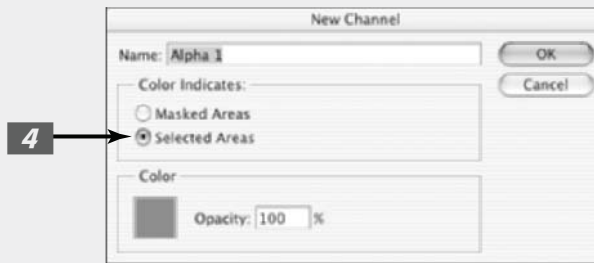 New Channel
Name: Alpha 1
OK
Color Indicates:
Cancel
Masked Areas
4
Selected Areas
Color
Opacity: 100 %